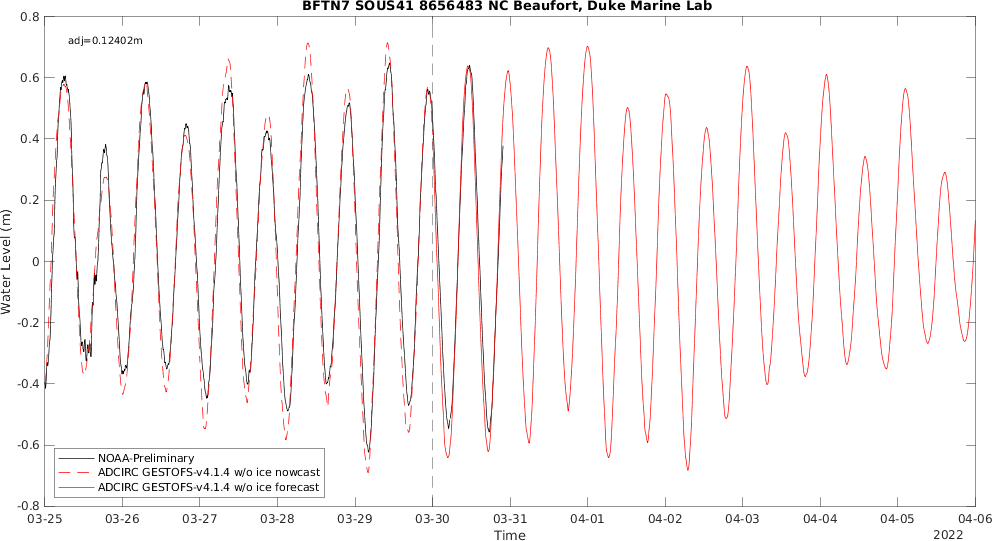 BFTN7 SOUS41 8656483 NC Beaufort, Duke Marine Lab
adj=0.12402m
0.8
0.6
0.4
0.2
0
-0.2
-0.4
-0.6
-0.8
Water Level (m)
NOAA-Preliminary
ADCIRC GESTOFS-v4.1.4 w/o ice nowcast
ADCIRC GESTOFS-v4.1.4 w/o ice forecast
03-25 03-26 03-27 03-28 03-29 03-30 03-31 04-01 04-02 04-03 04-04 04-05 04-06
Time
2022